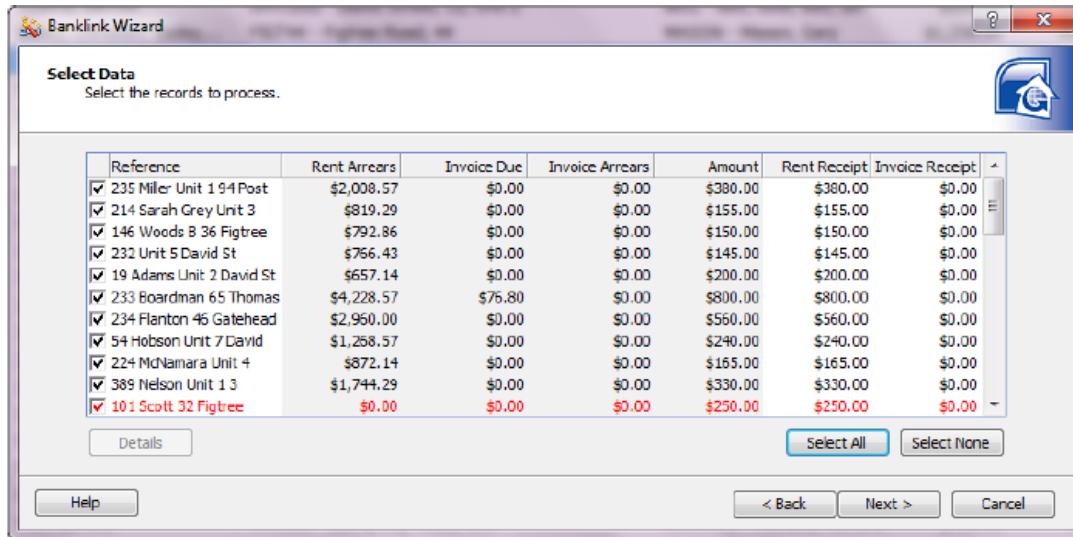 Banklink Wizard
Select Data
Select the records to process.
Reference Rent Arrears Invoice Due Invoice Arrears Amount Rent Receipt Invoice Receipt
235 Miller Unit 1 94 Post $2,008.57 $0.00 $0.00 $380.00 $380.00 $0.00
214 Sarah Grey Unit 3 $819.29 $0.00 $0.00 $155.00 $155.00 $0.00
146 Woods B 36 Figtree $792.86 $0.00 $0.00 $150.00 $150.00 $0.00
232 Unit 5 David St $766.43 $0.00 $0.00 $145.00 $145.00 $0.00
19 Adams Unit 2 David St $657.14 $0.00 $0.00 $200.00 $200.00 $0.00
233 Boardman 65 Thomas $4,228.57 $76.80 $0.00 $800.00 $800.00 $0.00
234 Flanton 46 Gatehead $2,960.00 $0.00 $0.00 $560.00 $560.00 $0.00
54 Hobson Unit 7 David $1,268.57 $0.00 $0.00 $240.00 $240.00 $0.00
224 McNamara Unit 4 $872.14 $0.00 $0.00 $165.00 $165.00 $0.00
389 Nelson Unit 1 3 $1,744.29 $0.00 $0.00 $330.00 $330.00 $0.00
101 Scott 32 Figtree $0.00 $0.00 $0.00 $250.00 $250.00 $0.00
Details Select All Select None
Help < Back Next > Cancel